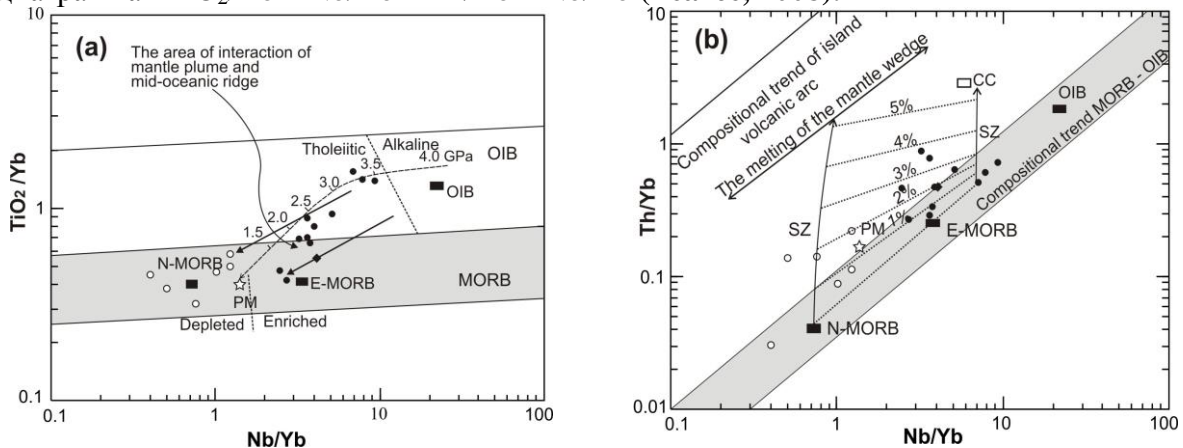 (a)
The area of interaction of
mantle plume and
mid-oceanic ridge
Tholeiitic
Alkaline
4.0 GPa
3.5
3.0
2.5
2.0
1.5
OIB
OIB
N-MORB
PM
E-MORB
MORB
Depleted
Enriched
TiO2 /Yb
10
1
0.1
0.1
1
10
100
Nb/Yb
(b)
Compositional trend of island
volcanic arc
The melting of the mantle wedge
CC
OIB
5%
4%
3%
2%
1%
SZ
SZ
PM
E-MORB
N-MORB
Compositional trend MORB - OIB
Th/Yb
10
1.0
0.1
0.01
0.1
1
10
100
Nb/Yb